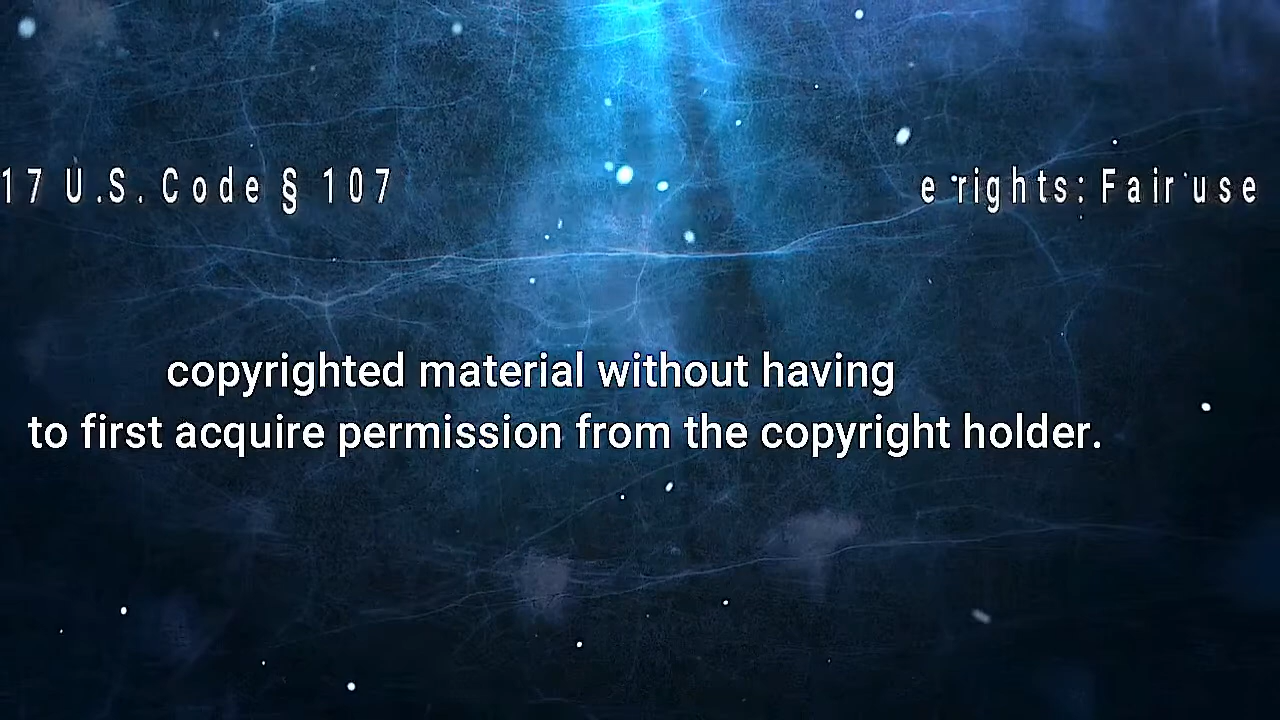 17 U.S. Code § 107 e rights: Fair use
copyrighted material without having
to first acquire permission from the copyright holder.